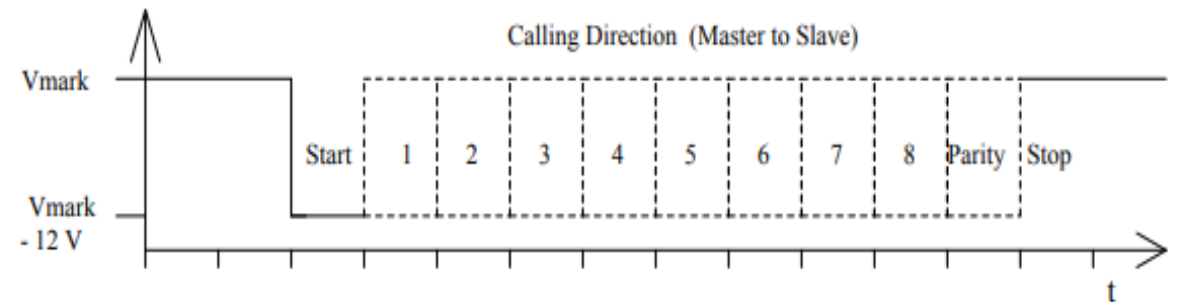 Calling Direction (Master to Slave)
Vmark
Start 1 2 3 4 5 6 7 8 Parity Stop
Vmark
- 12 V
t